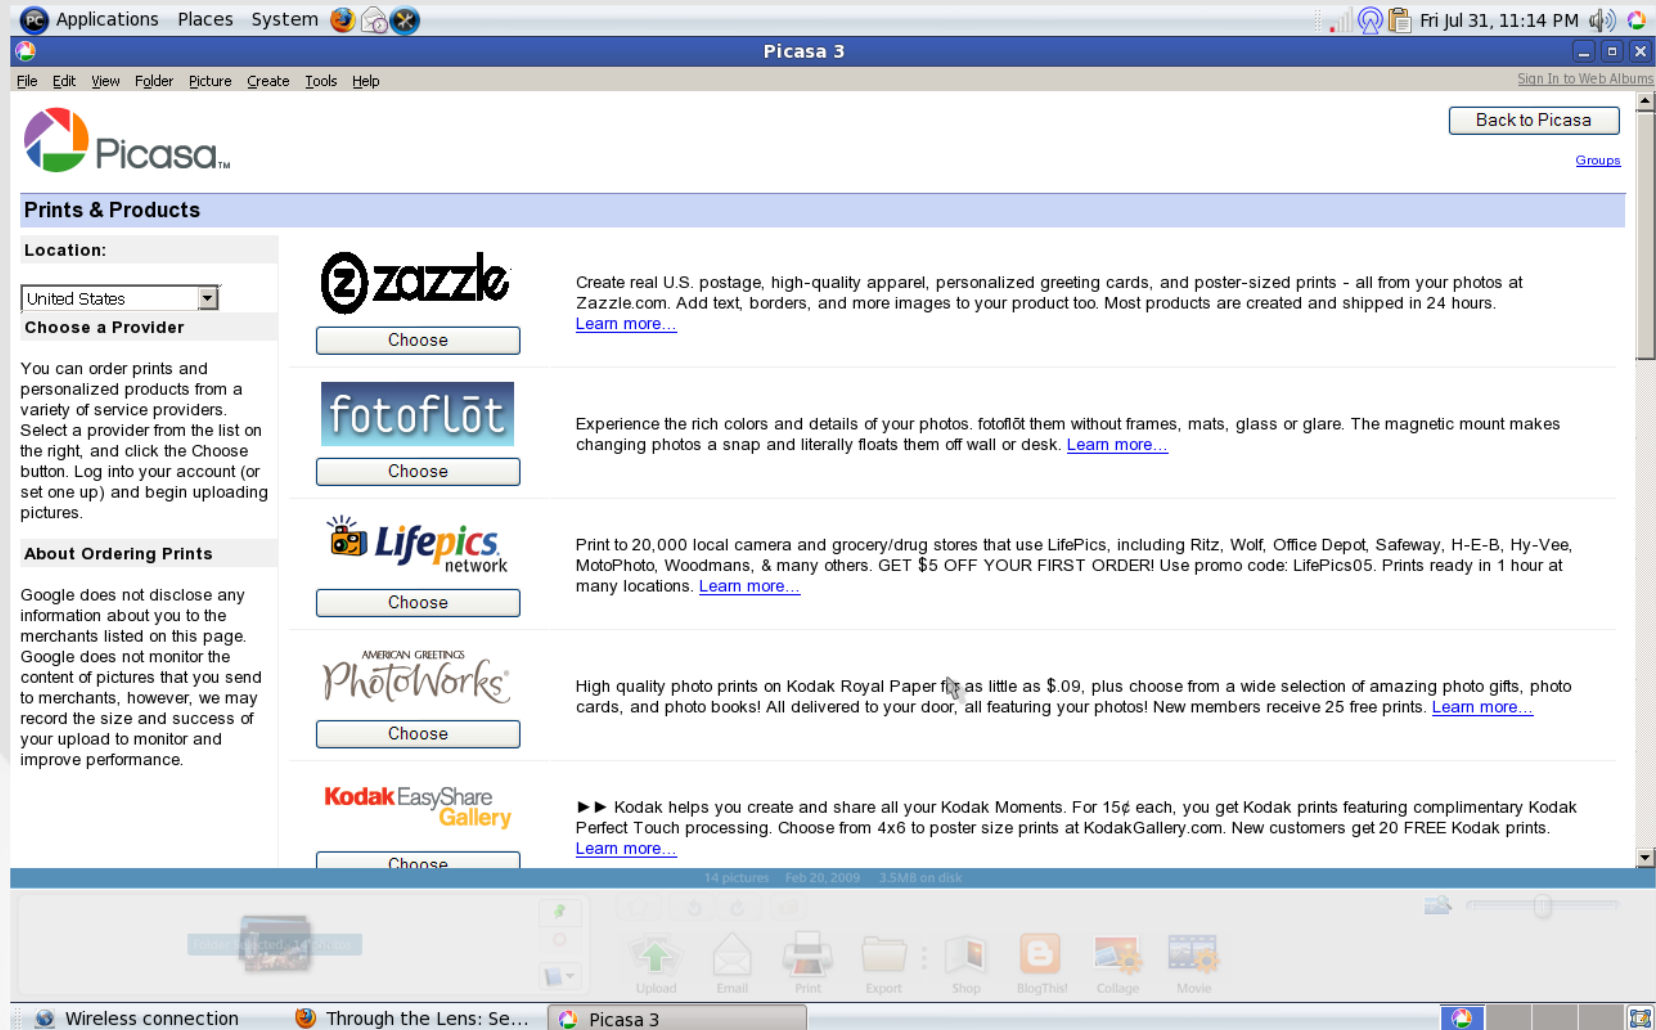 PC Applications Places System Fri Jul 31, 11:14 PM
Picasa 3
File Edit View Folder Picture Create Tools Help Sign In to Web Albums
Picasa™ Back to Picasa
Groups
Prints & Products
Location:
United States
Choose a Provider
You can order prints and
personalized products from a
variety of service providers.
Select a provider from the list on
the right, and click the Choose
button. Log into your account (or
set one up) and begin uploading
pictures.
About Ordering Prints
Google does not disclose any
information about you to the
merchants listed on this page.
Google does not monitor the
content of pictures that you send
to merchants, however, we may
record the size and success of
your upload to monitor and
improve performance.
zazzle
Choose
Create real U.S. postage, high-quality apparel, personalized greeting cards, and poster-sized prints - all from your photos at
Zazzle.com. Add text, borders, and more images to your product too. Most products are created and shipped in 24 hours.
Learn more...
fotoflōt
Choose
Experience the rich colors and details of your photos. fotoflōt them without frames, mats, glass or glare. The magnetic mount makes
changing photos a snap and literally floats them off wall or desk. Learn more...
Lifepics
network
Choose
Print to 20,000 local camera and grocery/drug stores that use LifePics, including Ritz, Wolf, Office Depot, Safeway, H-E-B, Hy-Vee,
MotoPhoto, Woodmans, & many others. GET $5 OFF YOUR FIRST ORDER! Use promo code: LifePics05. Prints ready in 1 hour at
many locations. Learn more...
AMERICAN GREETINGS
PhotoWorks®
Choose
High quality photo prints on Kodak Royal Paper for as little as $.09, plus choose from a wide selection of amazing photo gifts, photo
cards, and photo books! All delivered to your door, all featuring your photos! New members receive 25 free prints. Learn more...
Kodak EasyShare
Gallery
Choose
►► Kodak helps you create and share all your Kodak Moments. For 15¢ each, you get Kodak prints featuring complimentary Kodak
Perfect Touch processing. Choose from 4x6 to poster size prints at KodakGallery.com. New customers get 20 FREE Kodak prints.
Learn more...
14 pictures Feb 20, 2009 3.5MB on disk
Folder Selected - 14 photos
Upload Email Print Export Shop BlogThis! Collage Movie
Wireless connection Through the Lens: Se... Picasa 3